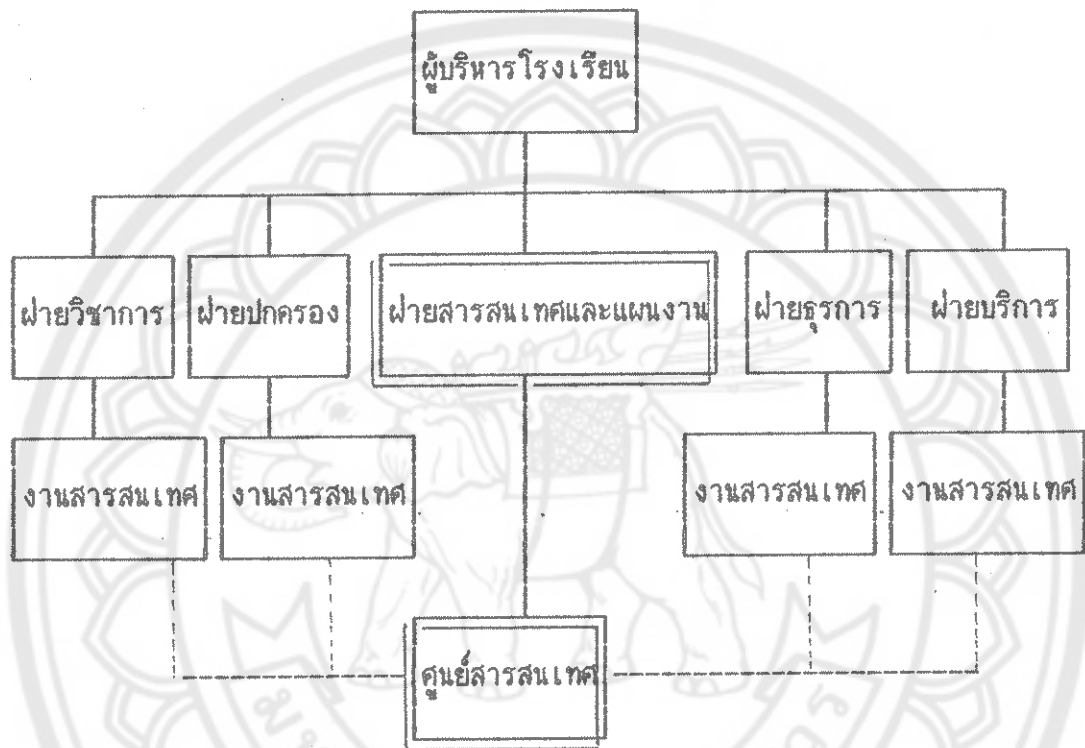 ผู้บริหารโรงเรียน
ฝ่ายวิชาการ ฝ่ายปกครอง ฝ่ายสารสนเทศและแผนงาน ฝ่ายธุรการ ฝ่ายบริการ
งานสารสนเทศ งานสารสนเทศ งานสารสนเทศ งานสารสนเทศ
ศูนย์สารสนเทศ